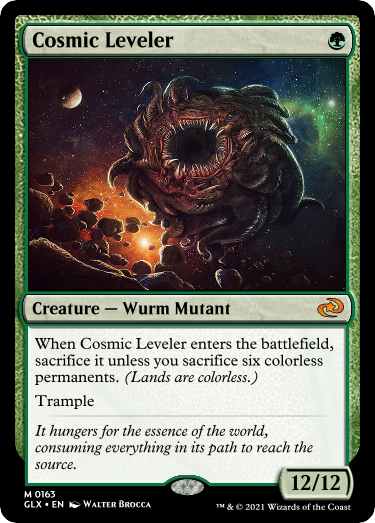 Cosmic Leveler
Creature — Wurm Mutant
When Cosmic Leveler enters the battlefield,
sacrifice it unless you sacrifice six colorless
permanents. (Lands are colorless.)
Trample
It hungers for the essence of the world,
consuming everything in its path to reach the
source.
12/12
M 0163
GLX • EN WALTER BROCCA
™ & © 2021 Wizards of the Coast